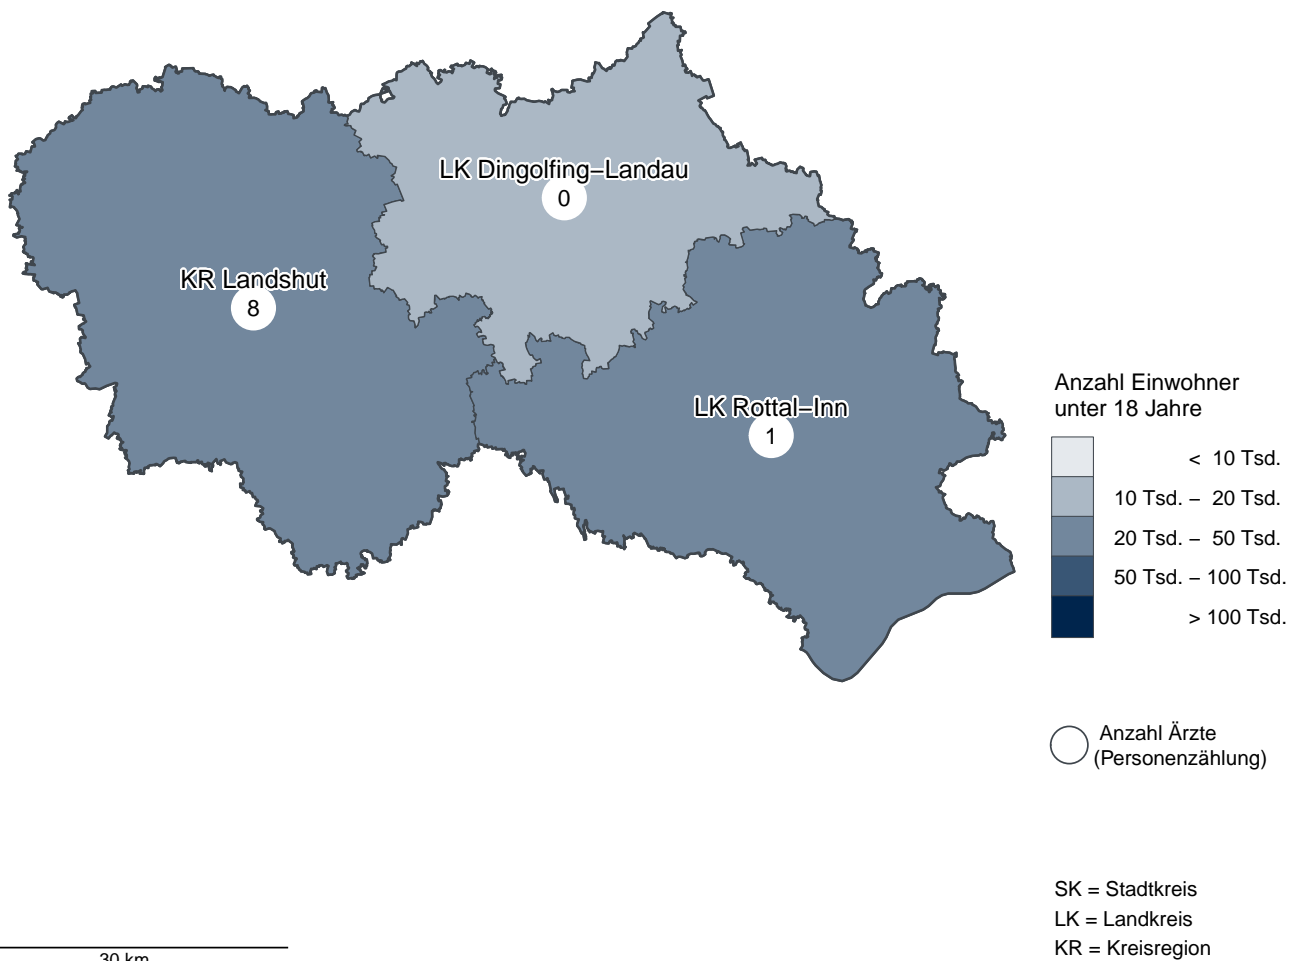 LK Dingolfing–Landau
0
KR Landshut
8
LK Rottal–Inn
1
Anzahl Einwohner
unter 18 Jahre
< 10 Tsd.
10 Tsd. – 20 Tsd.
20 Tsd. – 50 Tsd.
50 Tsd. – 100 Tsd.
> 100 Tsd.
Anzahl Ärzte
(Personenzählung)
SK = Stadtkreis
LK = Landkreis
KR = Kreisregion
30 km